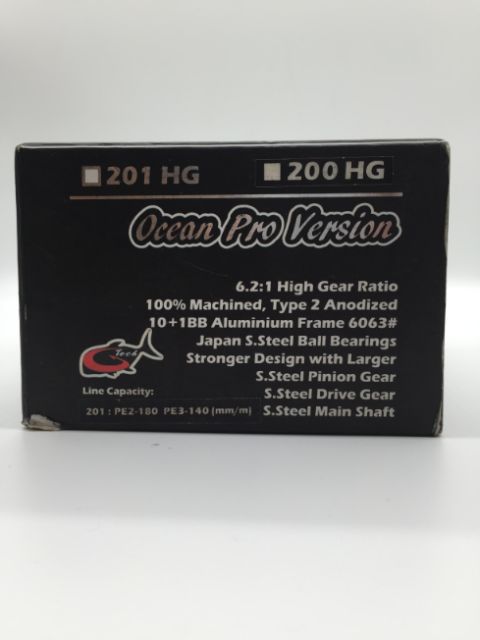 201 HG 200 HG
Ocean Pro Version
6.2:1 High Gear Ratio
100% Machined, Type 2 Anodized
10+1BB Aluminium Frame 6063#
Japan S.Steel Ball Bearings
Stronger Design with Larger
S.Steel Pinion Gear
S.Steel Drive Gear
S.Steel Main Shaft
Tech
Line Capacity:
201 : PE2-180 PE3-140 (mm/m)